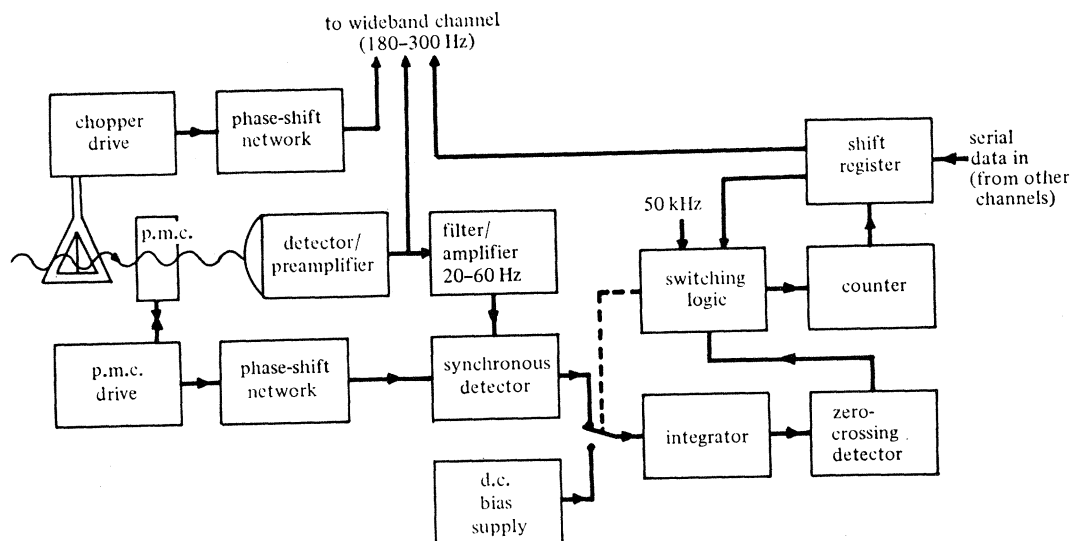 to wideband channel
(180–300 Hz)
chopper
drive
phase-shift
network
shift
register
serial
data in
(from other
channels)
50 kHz
p.m.c.
detector/
preamplifier
filter/
amplifier
20–60 Hz
switching
logic
counter
p.m.c.
drive
phase-shift
network
synchronous
detector
integrator
zero-
crossing
detector
d.c.
bias
supply